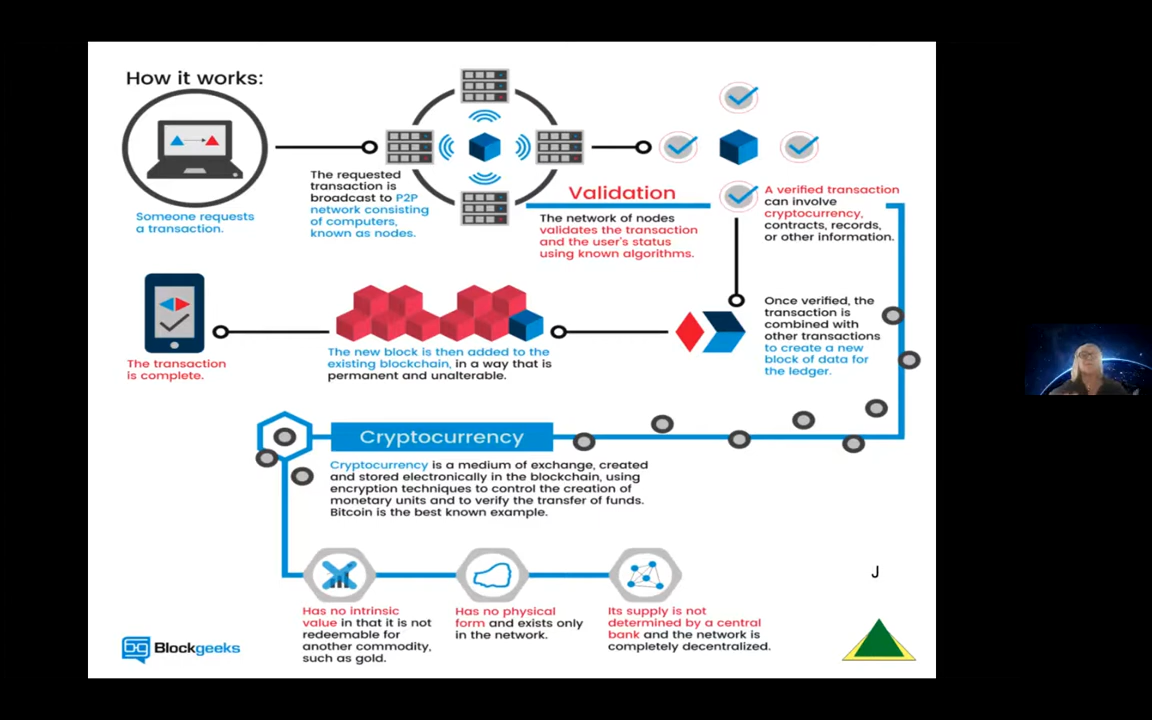 How it works:
Someone requests
a transaction.
The requested
transaction is
broadcast to P2P
network consisting
of computers,
known as nodes.
Validation
The network of nodes
validates the transaction
and the user's status
using known algorithms.
A verified transaction
can involve
cryptocurrency,
contracts, records,
or other information.
Once verified, the
transaction is
combined with
other transactions
to create a new
block of data for
the ledger.
The new block is then added to the
existing blockchain, in a way that is
permanent and unalterable.
The transaction
is complete.
Cryptocurrency
Cryptocurrency is a medium of exchange, created
and stored electronically in the blockchain, using
encryption techniques to control the creation of
monetary units and to verify the transfer of funds.
Bitcoin is the best known example.
Has no intrinsic
value in that it is not
redeemable for
another commodity,
such as gold.
Has no physical
form and exists only
in the network.
Its supply is not
determined by a central
bank and the network is
completely decentralized.
J
Blockgeeks